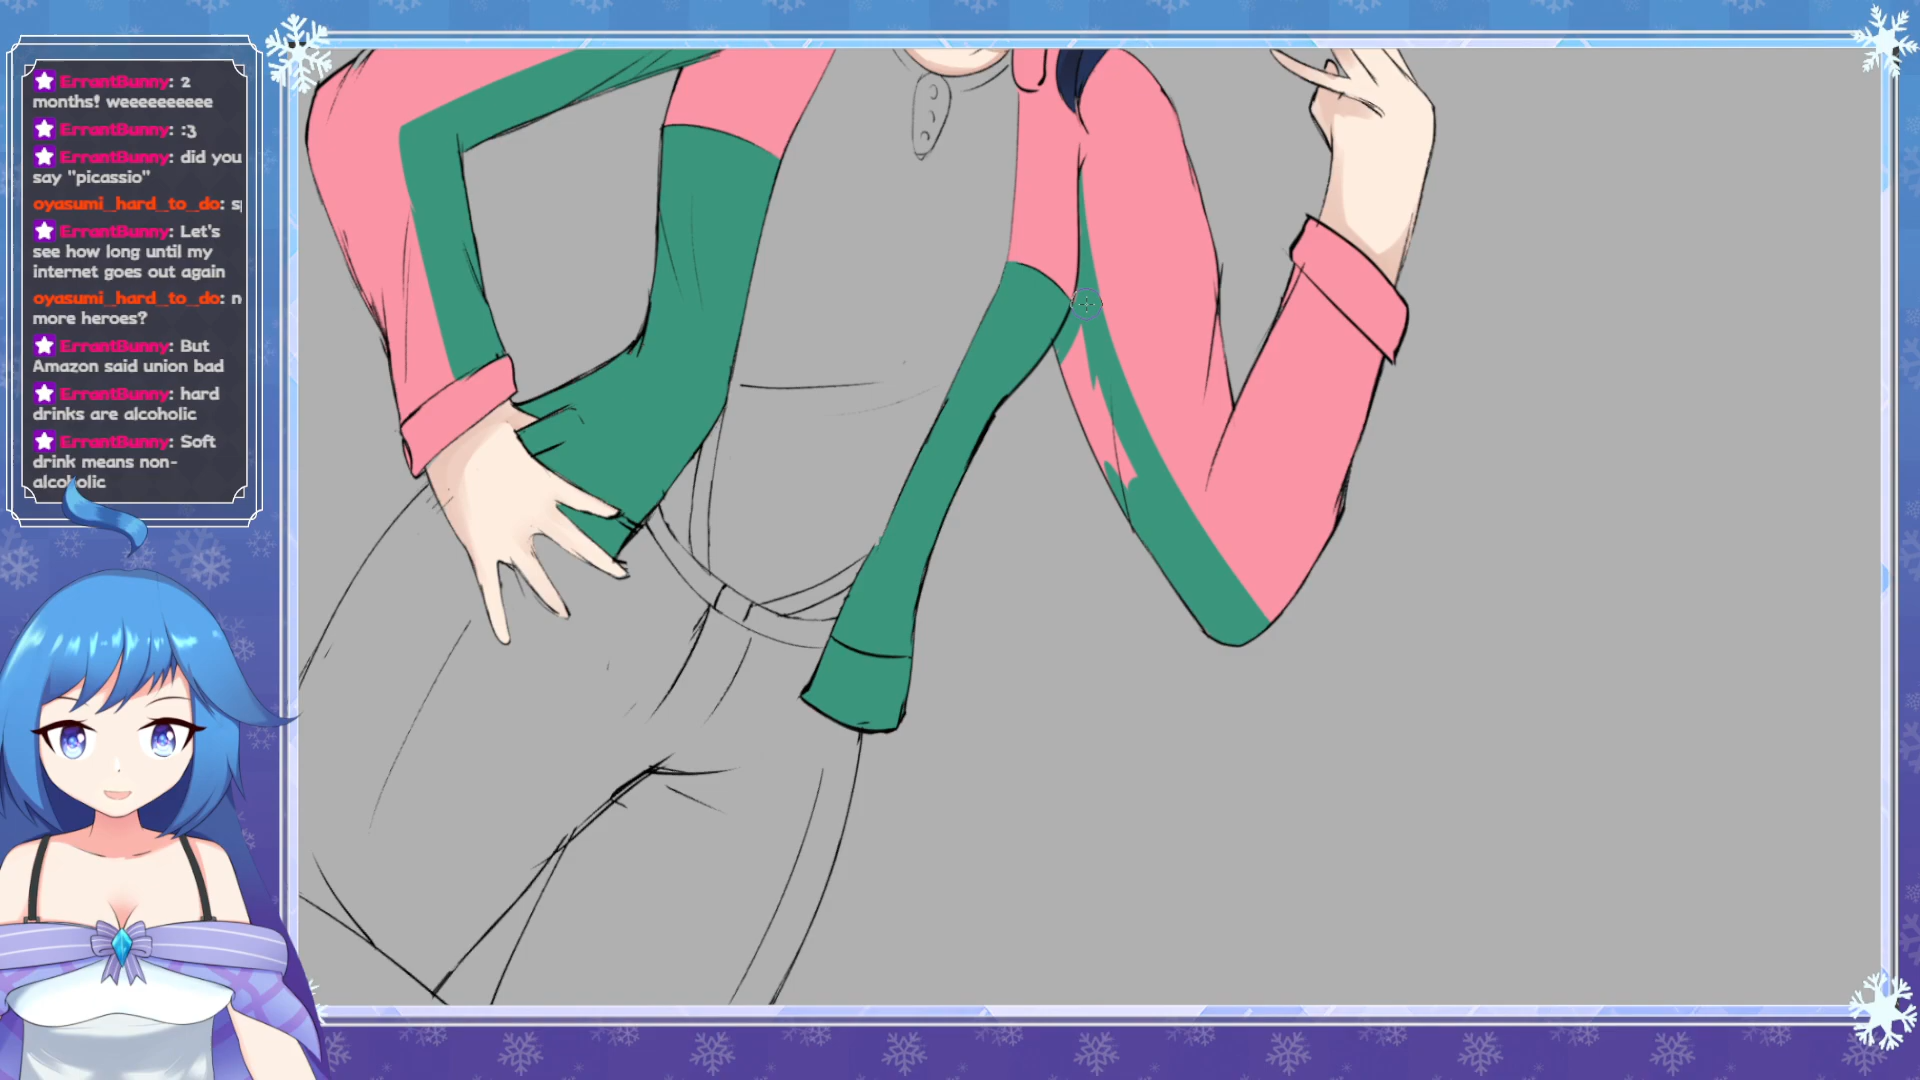 ErrantBunny: 2
months! weeeeeeeeee
ErrantBunny: :3
ErrantBunny: did you
say "picassio"
oyasumi_hard_to_do:
ErrantBunny: Let's
see how long until my
internet goes out again
oyasumi_hard_to_do: n
more heroes?
ErrantBunny: But
Amazon said union bad
ErrantBunny: hard
drinks are alcoholic
ErrantBunny: Soft
drink means non-
alcoholic